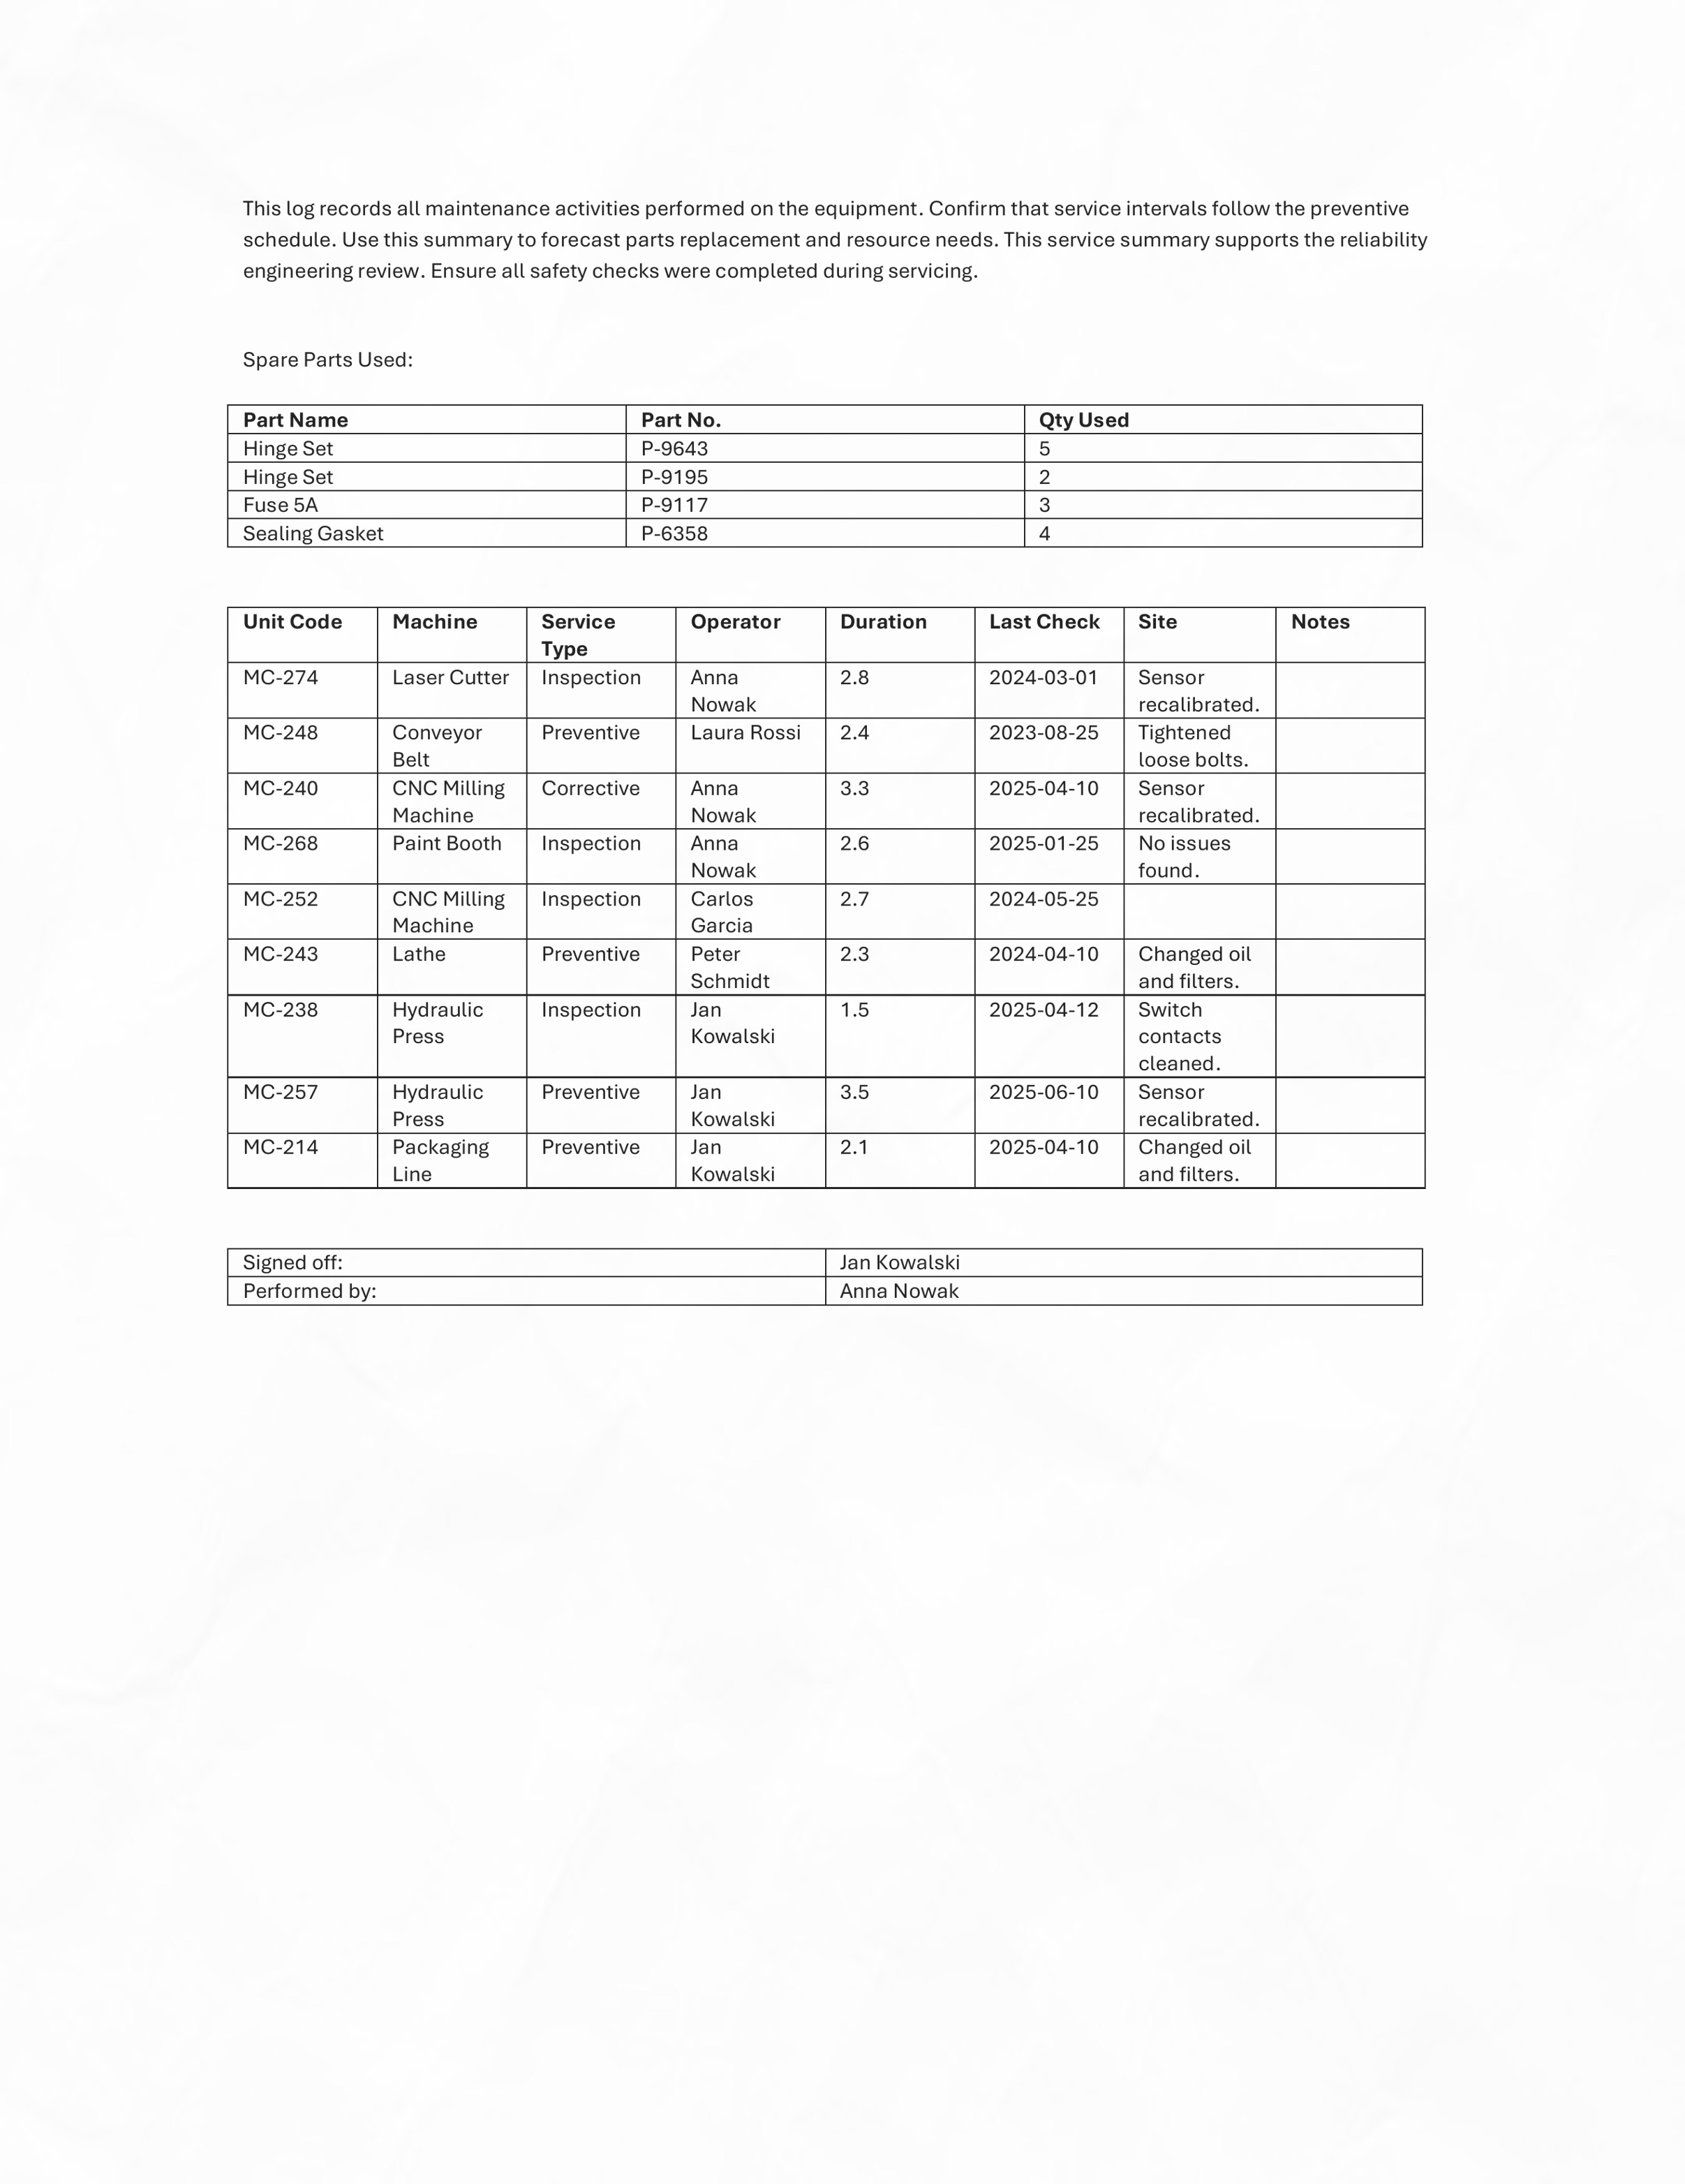 This log records all maintenance activities performed on the equipment. Confirm that service intervals follow the preventive
schedule. Use this summary to forecast parts replacement and resource needs. This service summary supports the reliability
engineering review. Ensure all safety checks were completed during servicing.
Spare Parts Used:
Part Name Part No. Qty Used
Hinge Set P-9643 5
Hinge Set P-9195 2
Fuse 5A P-9117 3
Sealing Gasket P-6358 4
Unit Code Machine Service Operator Duration Last Check Site Notes
Type
MC-274 Laser Cutter Inspection Anna 2.8 2024-03-01 Sensor
Nowak recalibrated.
MC-248 Conveyor Preventive Laura Rossi 2.4 2023-08-25 Tightened
Belt loose bolts.
MC-240 CNC Milling Corrective Anna 3.3 2025-04-10 Sensor
Machine Nowak recalibrated.
MC-268 Paint Booth Inspection Anna 2.6 2025-01-25 No issues
Nowak found.
MC-252 CNC Milling Inspection Carlos 2.7 2024-05-25
Machine Garcia
MC-243 Lathe Preventive Peter 2.3 2024-04-10 Changed oil
Schmidt and filters.
MC-238 Hydraulic Inspection Jan 1.5 2025-04-12 Switch
Press Kowalski contacts
cleaned.
MC-257 Hydraulic Preventive Jan 3.5 2025-06-10 Sensor
Press Kowalski recalibrated.
MC-214 Packaging Preventive Jan 2.1 2025-04-10 Changed oil
Line Kowalski and filters.
Signed off: Jan Kowalski
Performed by: Anna Nowak